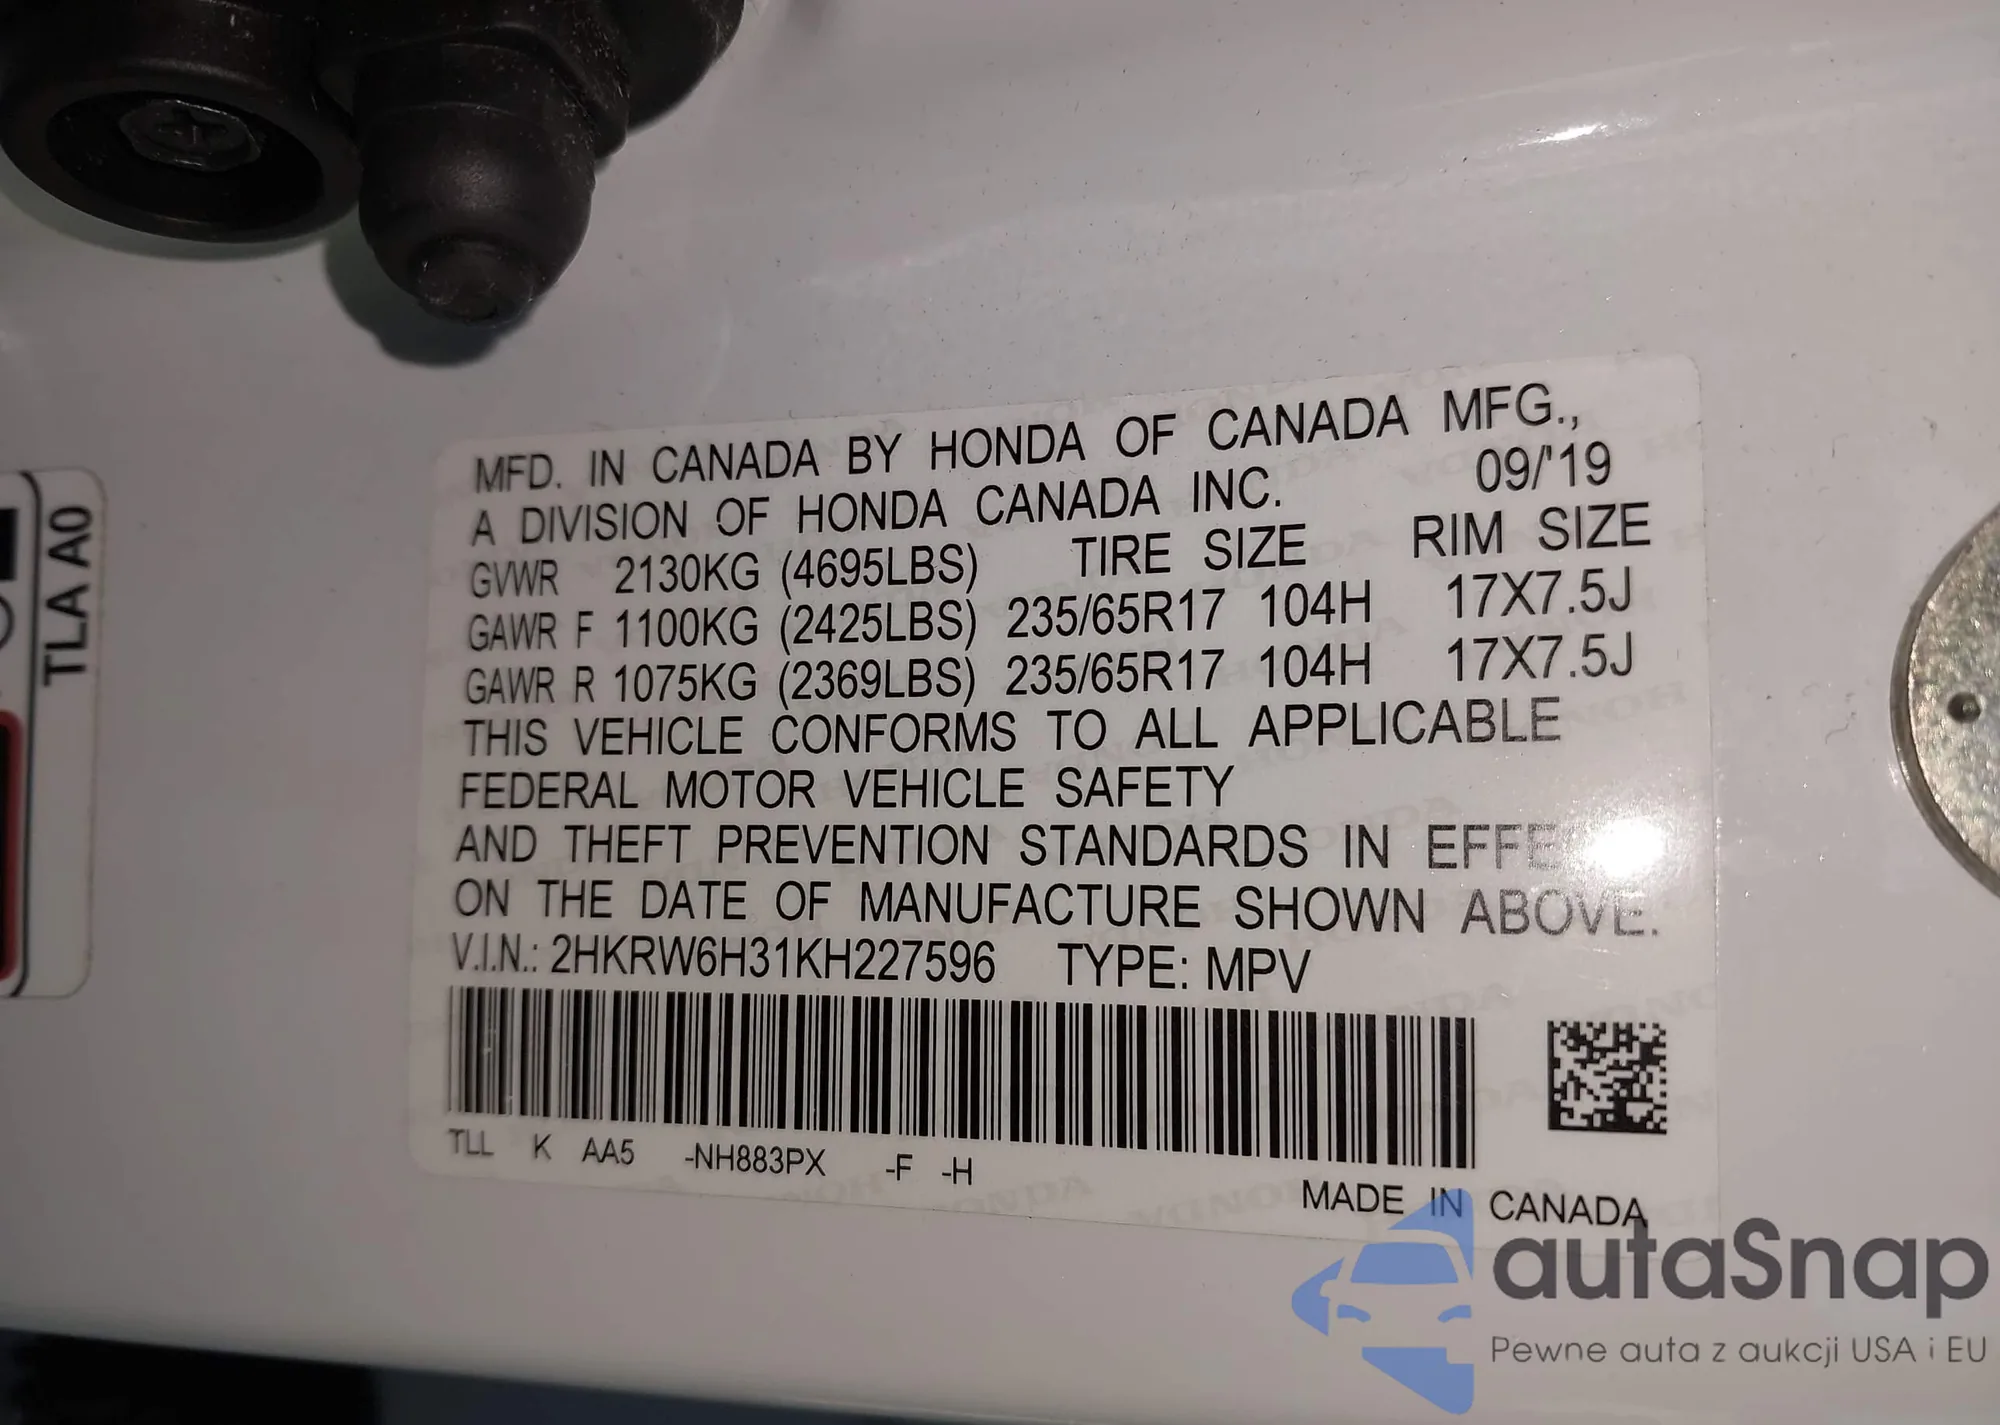 MFD. IN CANADA BY HONDA OF CANADA MFG.,
A DIVISION OF HONDA CANADA INC. 09/'19
GVWR 2130KG (4695LBS) TIRE SIZE RIM SIZE
GAWR F 1100KG (2425LBS) 235/65R17 104H 17X7.5J
GAWR R 1075KG (2369LBS) 235/65R17 104H 17X7.5J
THIS VEHICLE CONFORMS TO ALL APPLICABLE
FEDERAL MOTOR VEHICLE SAFETY
AND THEFT PREVENTION STANDARDS IN
ON THE DATE OF MANUFACTURE SHOWN ABOVE.
V.I.N.: 2HKRW6H31KH227596 TYPE: MPV
TLL K AA5 -NH883PX -F -H
MADE IN CANADA
TLA A0
autaSnap
Pewne auta z aukcji USA i EU